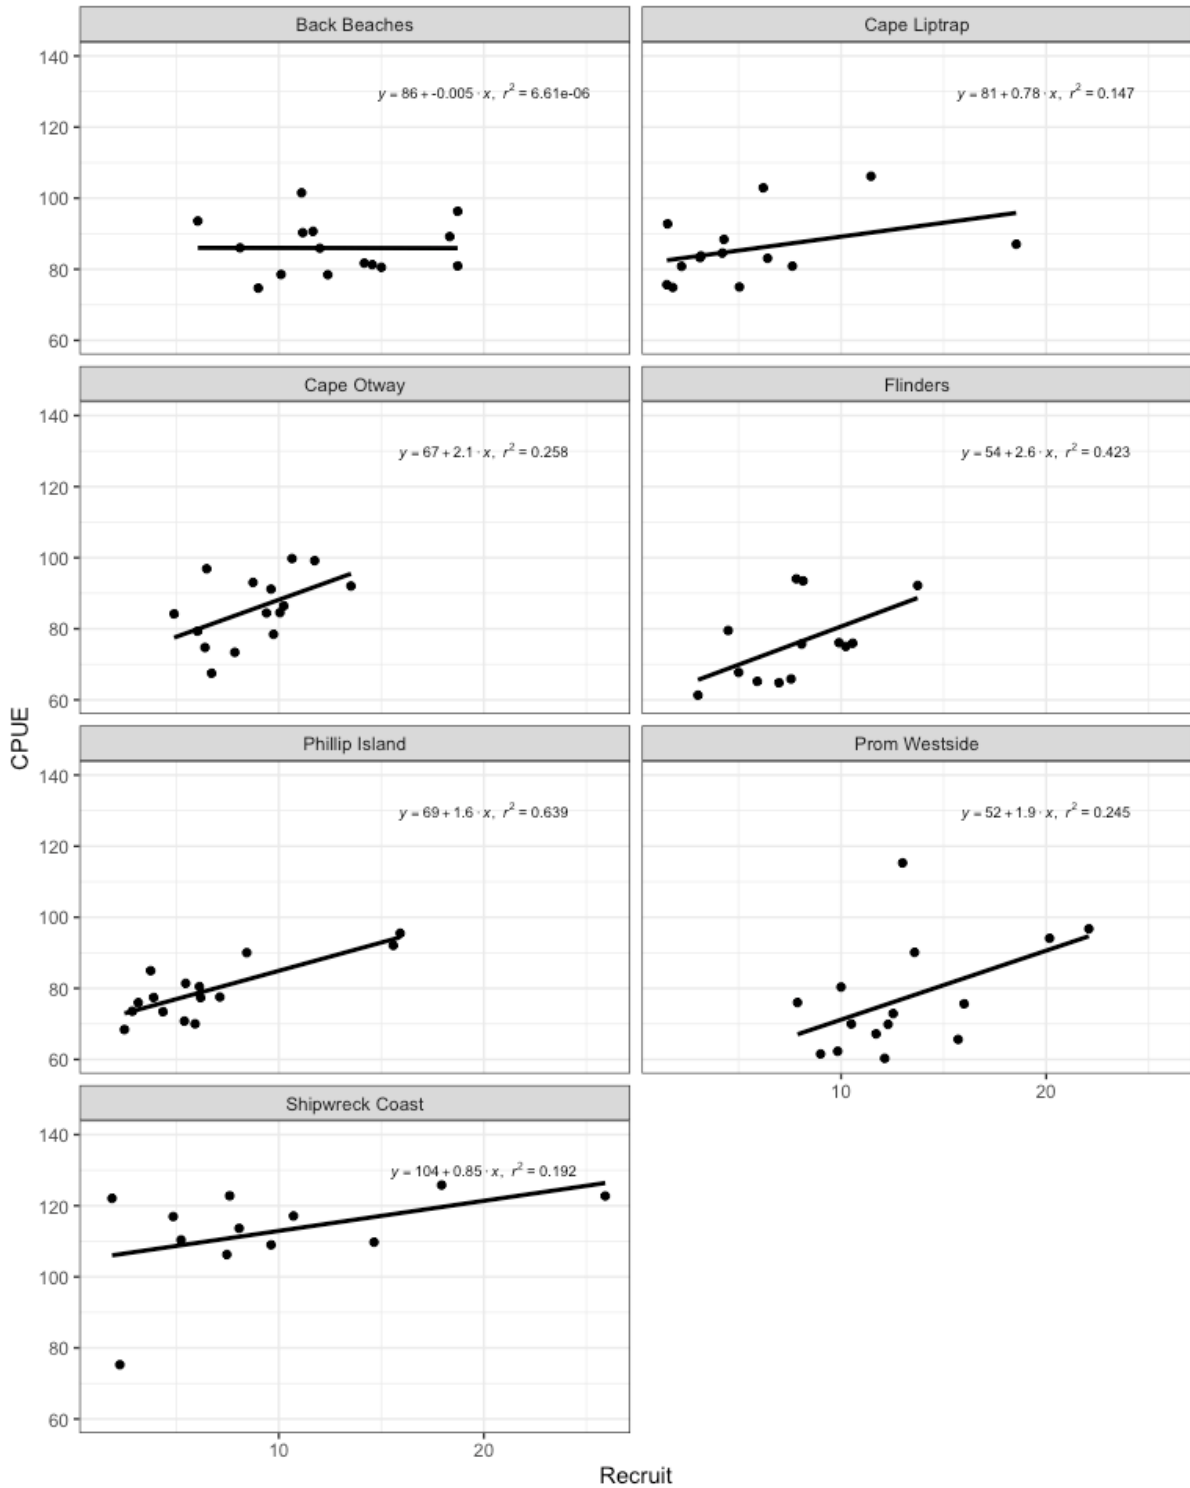 Back Beaches
Cape Liptrap
140
120
100
80
60
y = 86 + -0.005 · x, r² = 6.61e-06
y = 81 + 0.78 · x, r² = 0.147
Cape Otway
Flinders
140
120
100
80
60
y = 67 + 2.1 · x, r² = 0.258
y = 54 + 2.6 · x, r² = 0.423
CPUE
Phillip Island
Prom Westside
140
120
100
80
60
y = 69 + 1.6 · x, r² = 0.639
y = 52 + 1.9 · x, r² = 0.245
10 20
Shipwreck Coast
140
120
100
80
60
y = 104 + 0.85 · x, r² = 0.192
10 20
Recruit